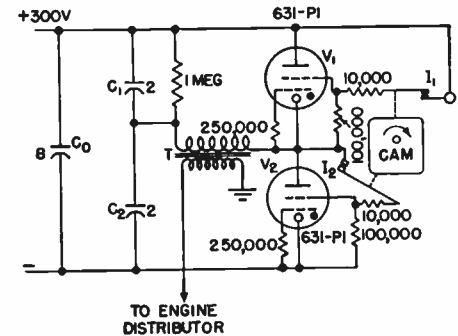 631-P1
+300V
V₁
I₁
C₁ 2
1 MEG
10,000
250,000
100,000
8 C₀
T
V₂
I₂
CAM
C₂ 2
10,000
100,000
250,000
631-P1
−
TO ENGINE
DISTRIBUTOR